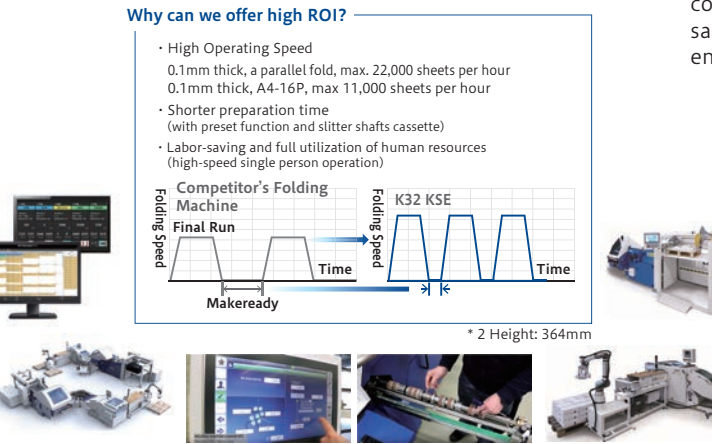 Why can we offer high ROI?
・High Operating Speed
0.1mm thick, a parallel fold, max. 22,000 sheets per hour
0.1mm thick, A4-16P, max 11,000 sheets per hour
・Shorter preparation time
(with preset function and slitter shafts cassette)
・Labor-saving and full utilization of human resources
(high-speed single person operation)
Competitor's Folding
Machine
Folding Speed
Final Run
Time
Makeready
K32 KSE
Folding Speed
Time
* 2 Height: 364mm
co
sa
en